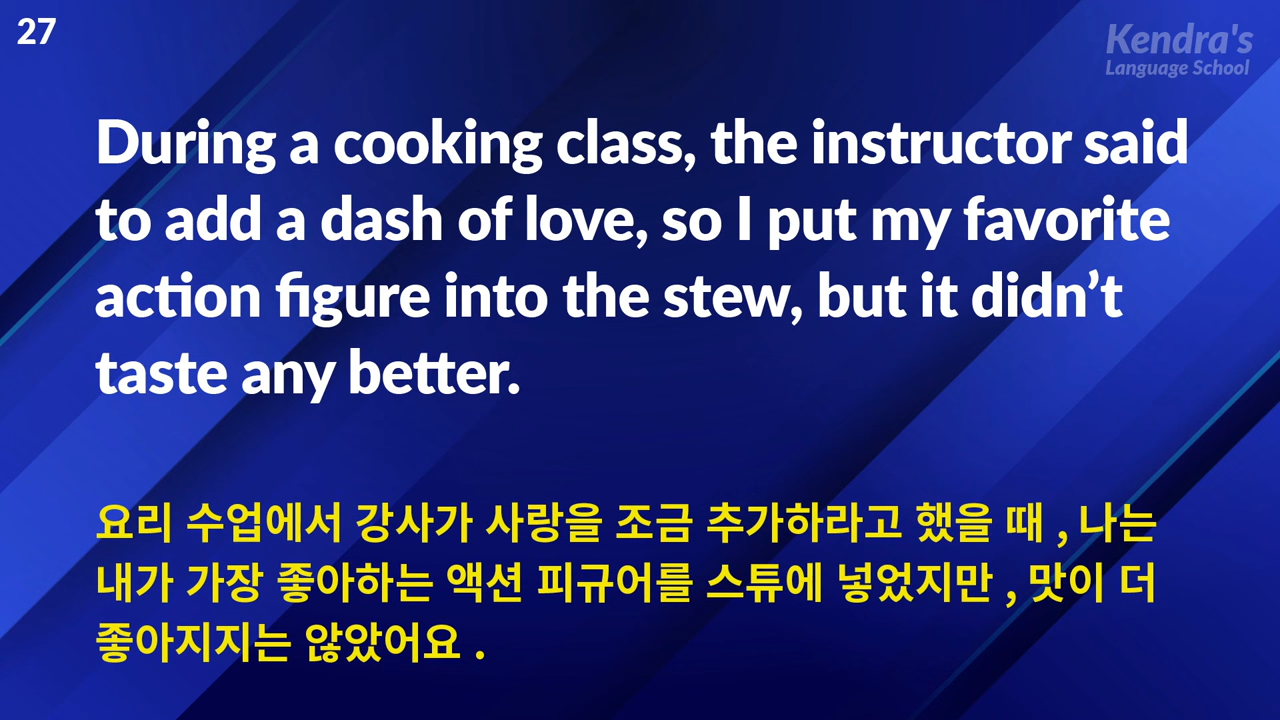 27
Kendra's
Language School
During a cooking class, the instructor said
to add a dash of love, so I put my favorite
action figure into the stew, but it didn’t
taste any better.
요리 수업에서 강사가 사랑을 조금 추가하라고 했을 때 , 나는
내가 가장 좋아하는 액션 피규어를 스튜에 넣었지만 , 맛이 더
좋아지지는 않았어요 .